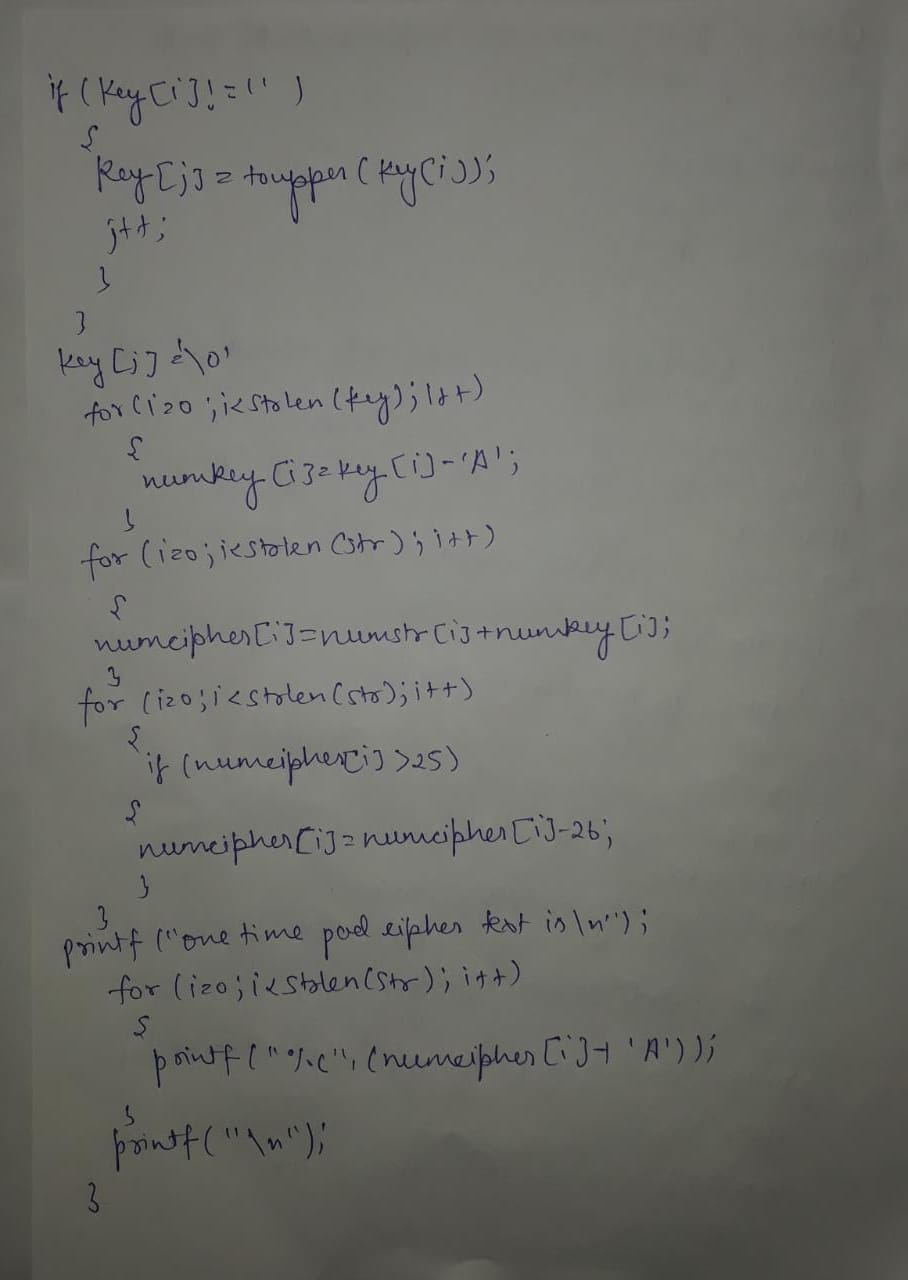 if (key[i]!='' )
{
key[j] = toupper (key[i]);
j++;
}
}
key[j] ='\0'
for(i=0 ;i<strlen (key); i++)
{
numkey [i]=key[i]-'A';
}
for (i=0;i<strlen (str); i++)
{
numcipher[i]=numstr[i]+numkey[i];
}
for (i=0;i<strlen(str);i++)
{
if (numcipher[i] >25)
{
numcipher[i]=numcipher[i]-26;
}
}
printf ("one time pad cipher text is\n");
for (i=0;i<strlen(str); i++)
{
printf ("%c", (numcipher[i]+ 'A'));
}
printf("\n");
}